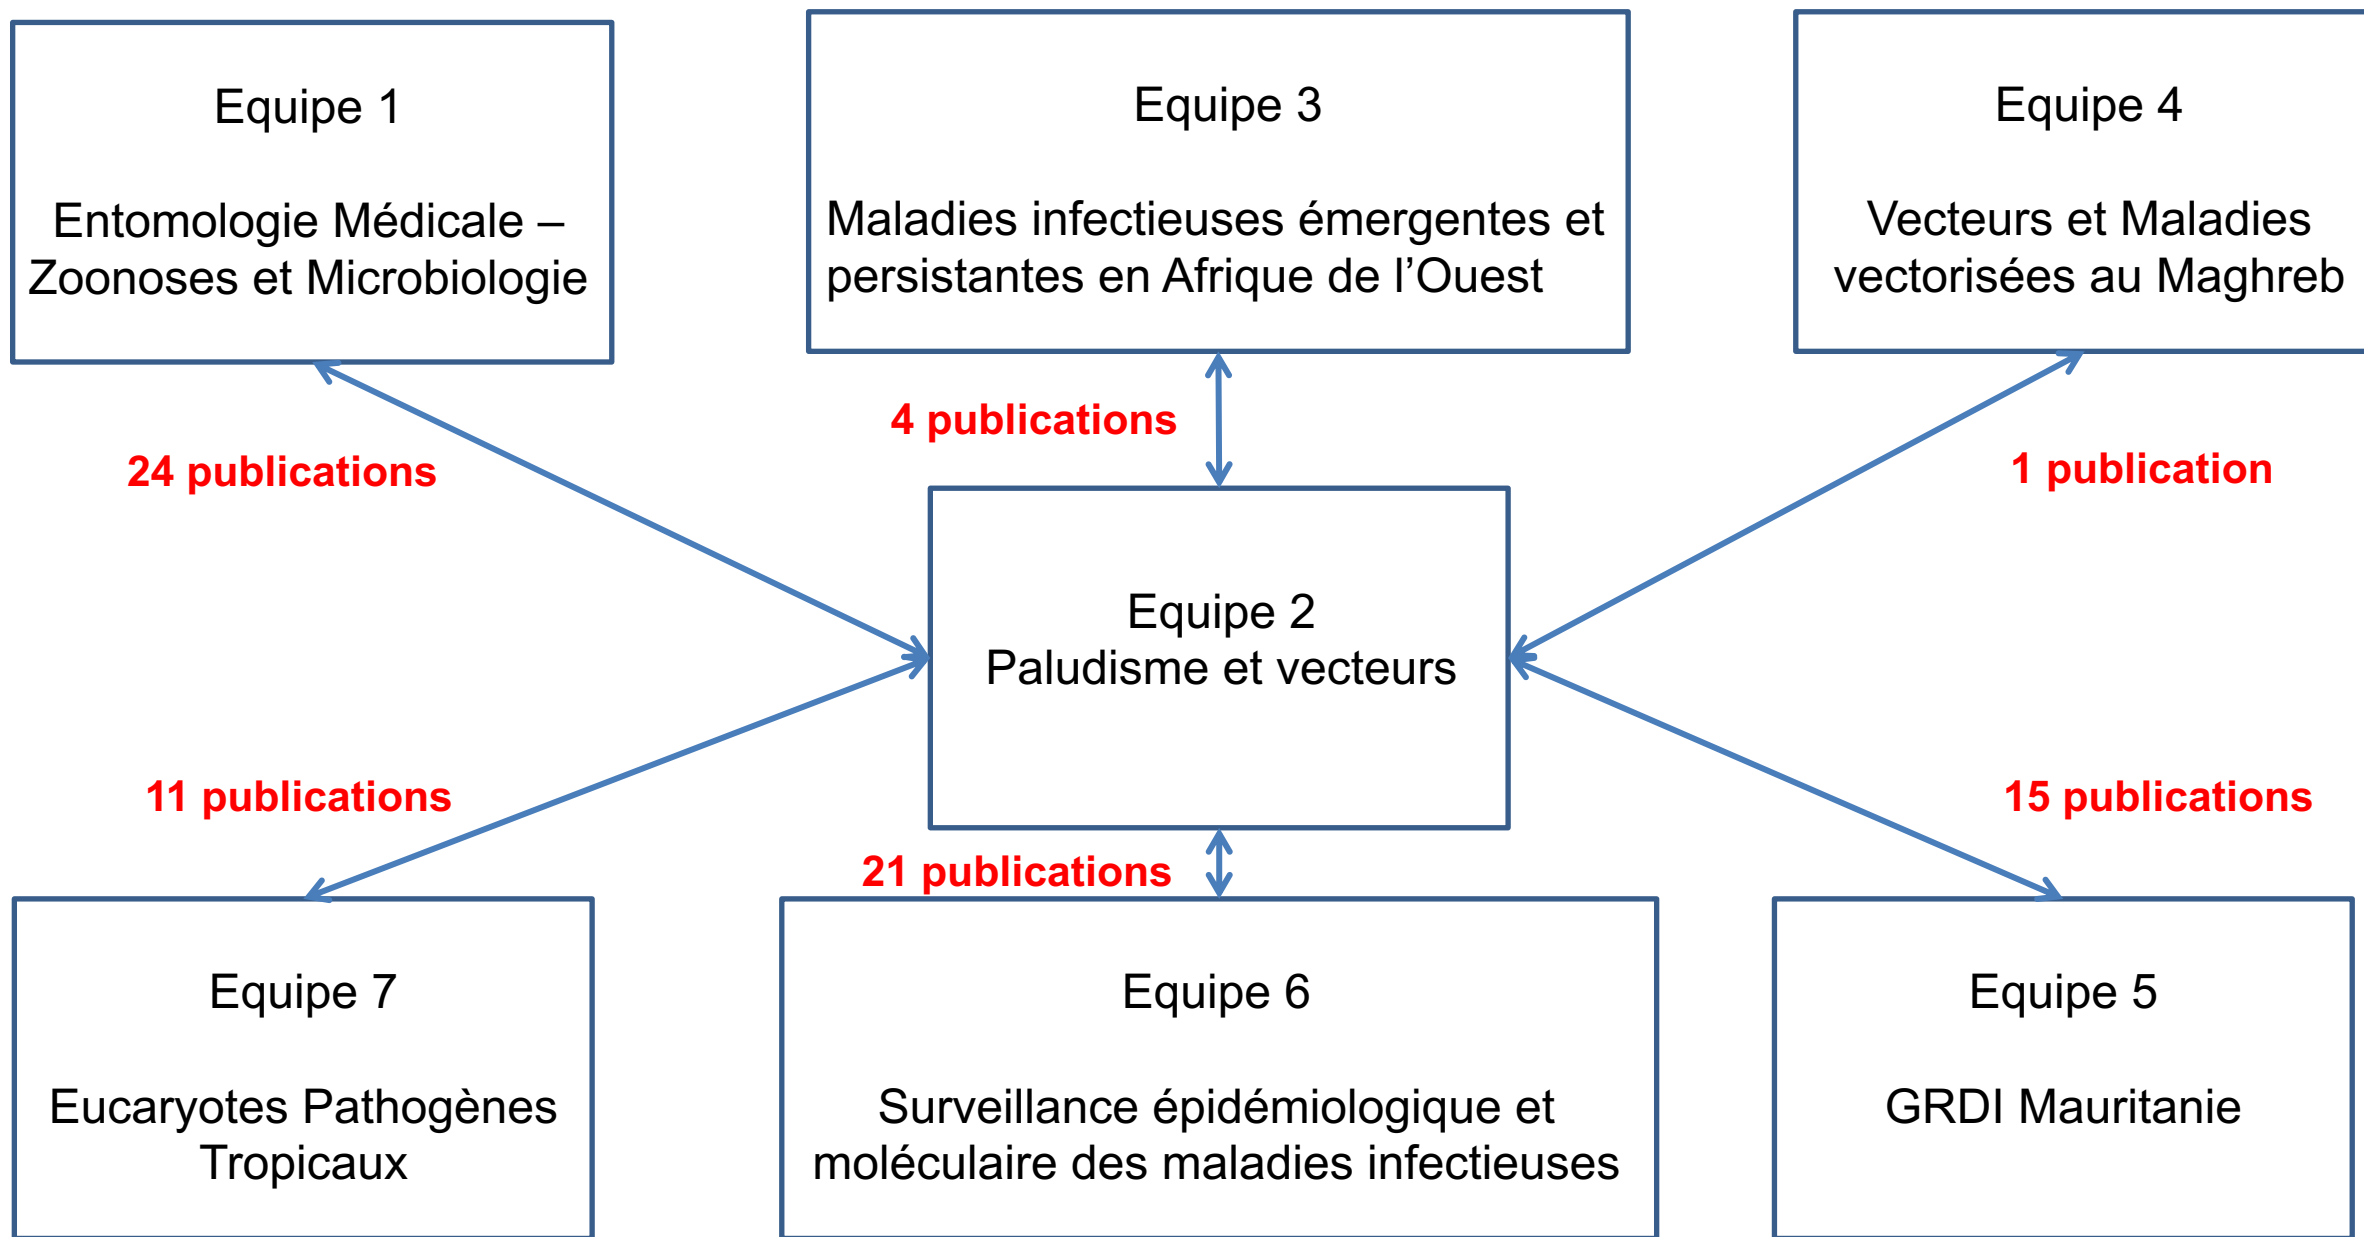 Equipe 1
Entomologie Médicale –
Zoonoses et Microbiologie
Equipe 3
Maladies infectieuses émergentes et
persistantes en Afrique de l’Ouest
Equipe 4
Vecteurs et Maladies
vectorisées au Maghreb
4 publications
24 publications
1 publication
Equipe 2
Paludisme et vecteurs
11 publications
15 publications
21 publications
Equipe 7
Eucaryotes Pathogènes
Tropicaux
Equipe 6
Surveillance épidémiologique et
moléculaire des maladies infectieuses
Equipe 5
GRDI Mauritanie